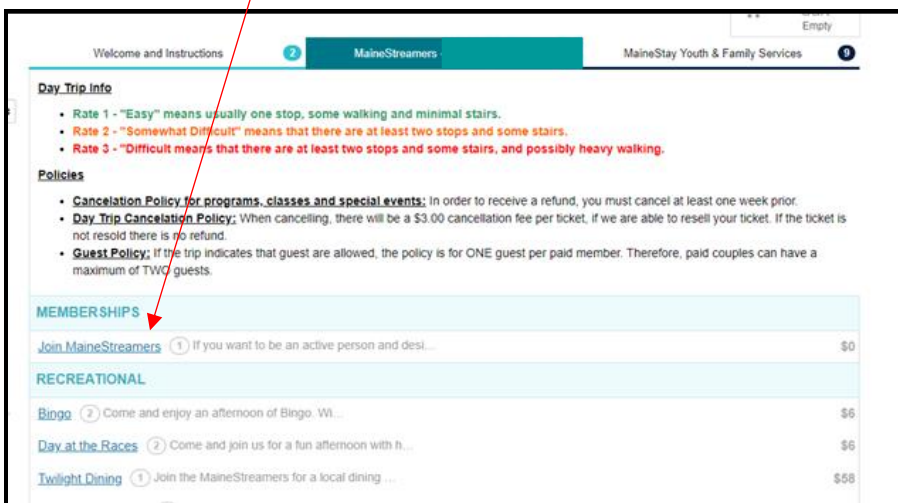 Empty
Welcome and Instructions 2 MaineStreamers - MaineStay Youth & Family Services 9
Day Trip Info
• Rate 1 - "Easy" means usually one stop, some walking and minimal stairs.
• Rate 2 - "Somewhat Difficult" means that there are at least two stops and some stairs.
• Rate 3 - "Difficult means that there are at least two stops and some stairs, and possibly heavy walking.
Policies
• Cancelation Policy for programs, classes and special events: In order to receive a refund, you must cancel at least one week prior.
• Day Trip Cancelation Policy: When cancelling, there will be a $3.00 cancellation fee per ticket, if we are able to resell your ticket. If the ticket is
not resold there is no refund.
• Guest Policy: If the trip indicates that guest are allowed, the policy is for ONE guest per paid member. Therefore, paid couples can have a
maximum of TWO guests.
MEMBERSHIPS
Join MaineStreamers 1 If you want to be an active person and desi... $0
RECREATIONAL
Bingo 2 Come and enjoy an afternoon of Bingo. Wi... $6
Day at the Races 2 Come and join us for a fun afternoon with h... $6
Twilight Dining 1 Join the MaineStreamers for a local dining ... $58